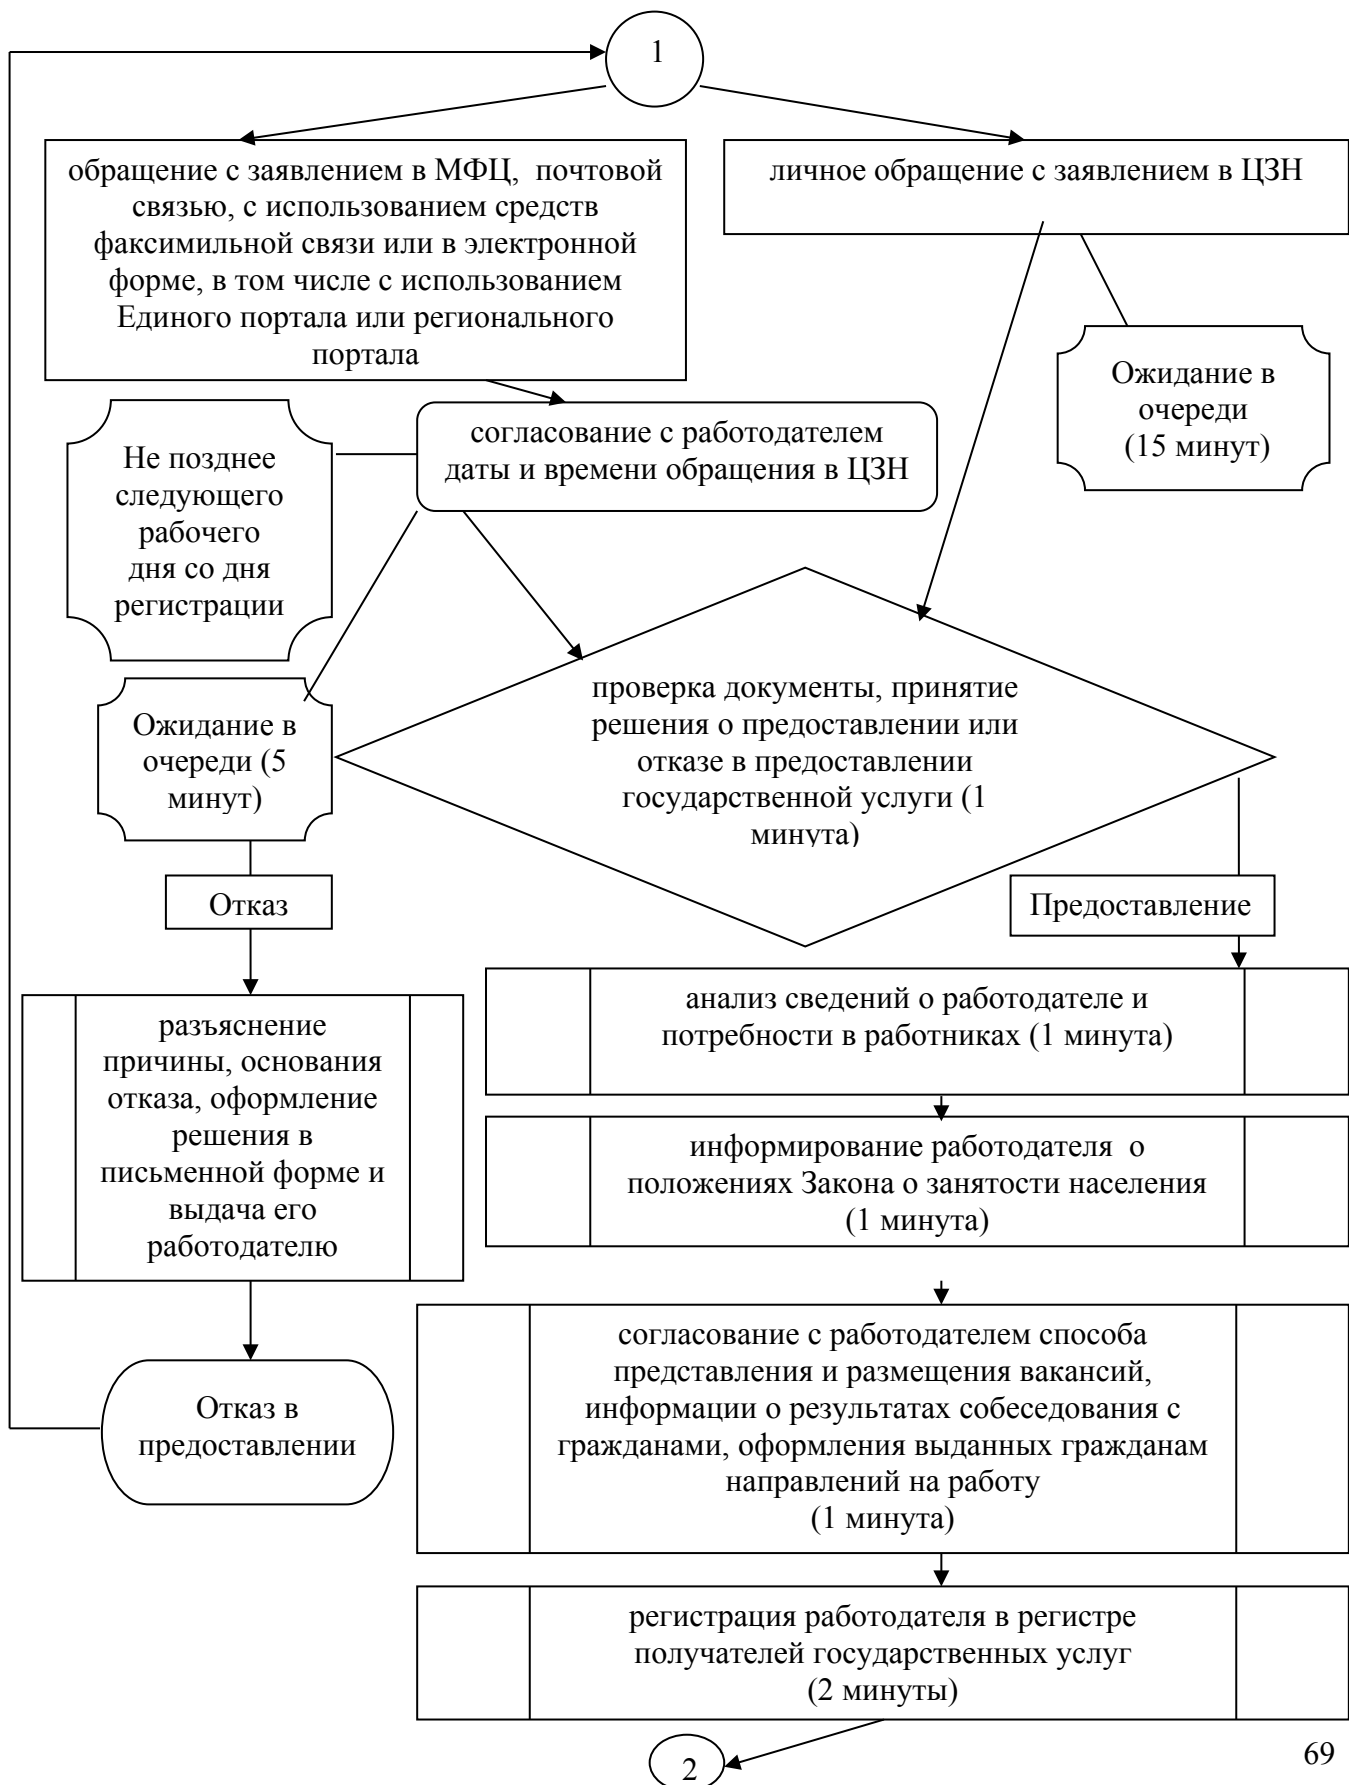 1
обращение с заявлением в МФЦ, почтовой
связью, с использованием средств
факсимильной связи или в электронной
форме, в том числе с использованием
Единого портала или регионального
портала
личное обращение с заявлением в ЦЗН
Ожидание в
очереди
(15 минут)
согласование с работодателем
даты и времени обращения в ЦЗН
Не позднее
следующего
рабочего
дня со дня
регистрации
Ожидание в
очереди (5
минут)
проверка документы, принятие
решения о предоставлении или
отказе в предоставлении
государственной услуги (1
минута)
Отказ
Предоставление
разъяснение
причины, основания
отказа, оформление
решения в
письменной форме и
выдача его
работодателю
анализ сведений о работодателе и
потребности в работниках (1 минута)
информирование работодателя о
положениях Закона о занятости населения
(1 минута)
согласование с работодателем способа
представления и размещения вакансий,
информации о результатах собеседования с
гражданами, оформления выданных гражданам
направлений на работу
(1 минута)
Отказ в
предоставлении
регистрация работодателя в регистре
получателей государственных услуг
(2 минуты)
2
69